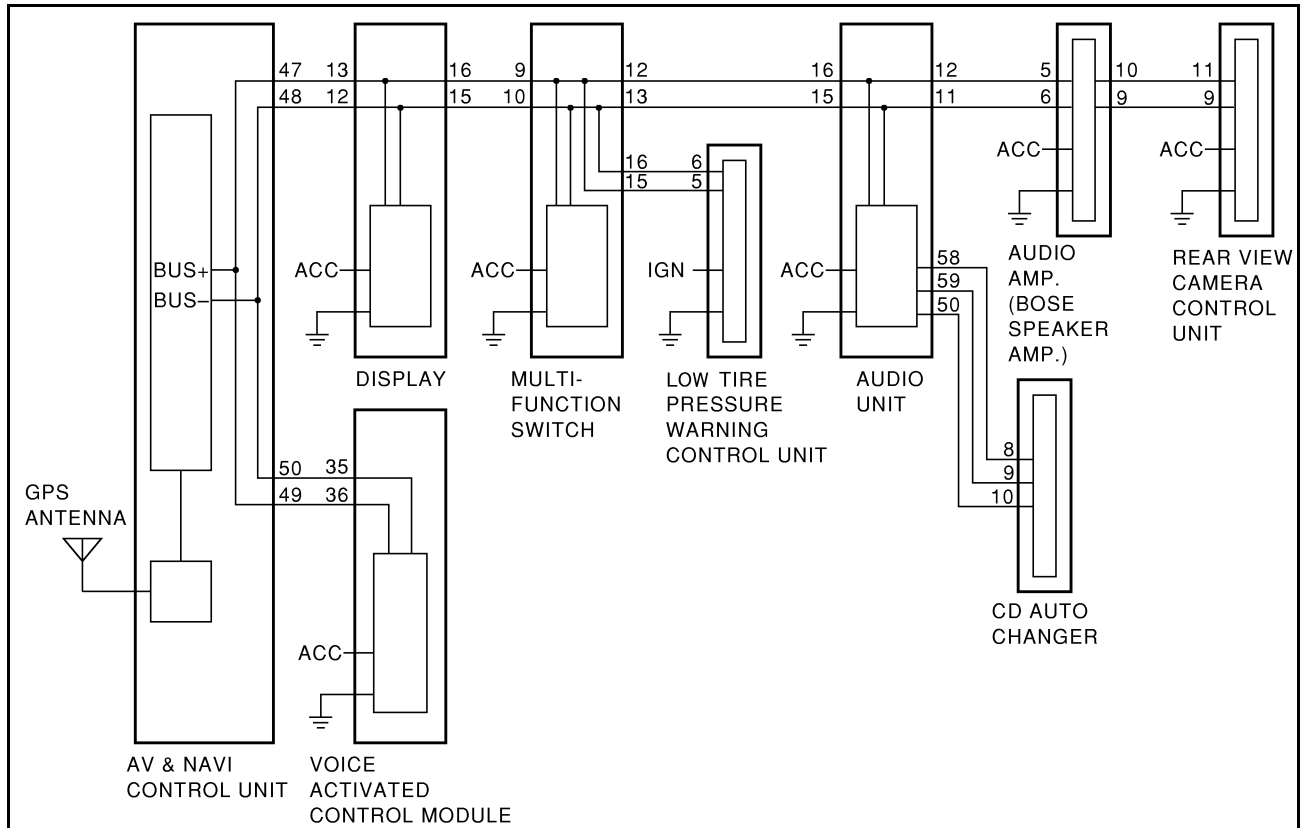 47 13 16 9 12 16 12 5 10 11
48 12 15 10 13 15 11 6 9 9
16 6
15 5
ACC
ACC
BUS+
BUS–
ACC
ACC
IGN
ACC
58
59
50
AUDIO
AMP.
(BOSE
SPEAKER
AMP.)
REAR VIEW
CAMERA
CONTROL
UNIT
DISPLAY
MULTI-
FUNCTION
SWITCH
LOW TIRE
PRESSURE
WARNING
CONTROL UNIT
AUDIO
UNIT
50 35
49 36
8
9
10
GPS
ANTENNA
CD AUTO
CHANGER
ACC
AV & NAVI
CONTROL UNIT
VOICE
ACTIVATED
CONTROL MODULE